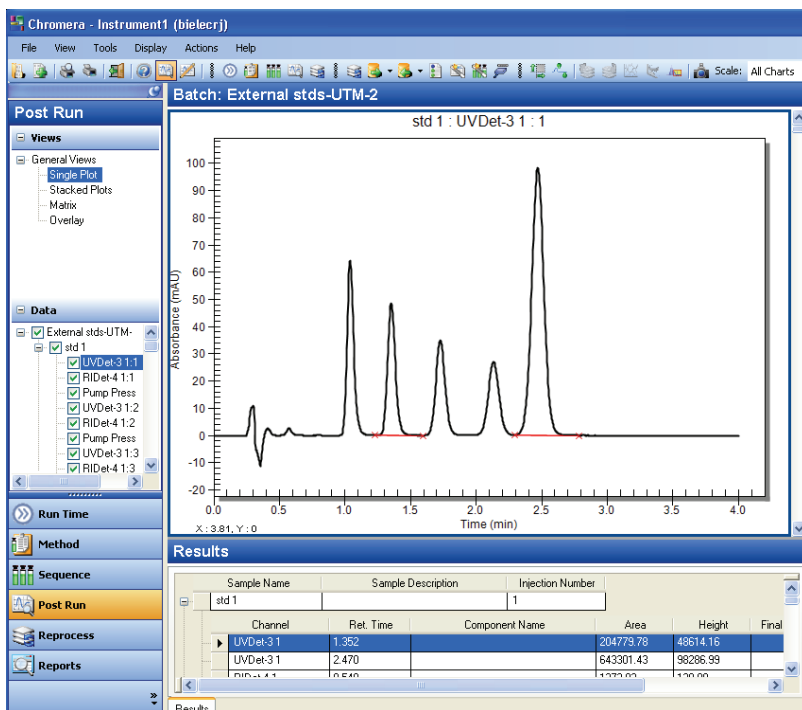 Chromera - Instrument1 (bielecrj)
File View Tools Display Actions Help
Scale: All Charts
Post Run
Views
General Views
Single Plot
Stacked Plots
Matrix
Overlay
Data
External stds-UTM-
std 1
UVDet-3 1:1
RIDet-4 1:1
Pump Press
UVDet-3 1:2
RIDet-4 1:2
Pump Press
UVDet-3 1:3
RIDet-4 1:3
Run Time
Method
Sequence
Post Run
Reprocess
Reports
Batch: External stds-UTM-2
std 1 : UVDet-3 1 : 1
Absorbance (mAU)
100
90
80
70
60
50
40
30
20
10
0
-10
-20
0.0 0.5 1.0 1.5 2.0 2.5 3.0 3.5 4.0
Time (min)
X : 3.81, Y : 0
Results
Sample Name Sample Description Injection Number
std 1 1
Channel Ret. Time Component Name Area Height Final
UVDet-3 1 1.352 204779.78 48614.16
UVDet-3 1 2.470 643301.43 98286.99
Results